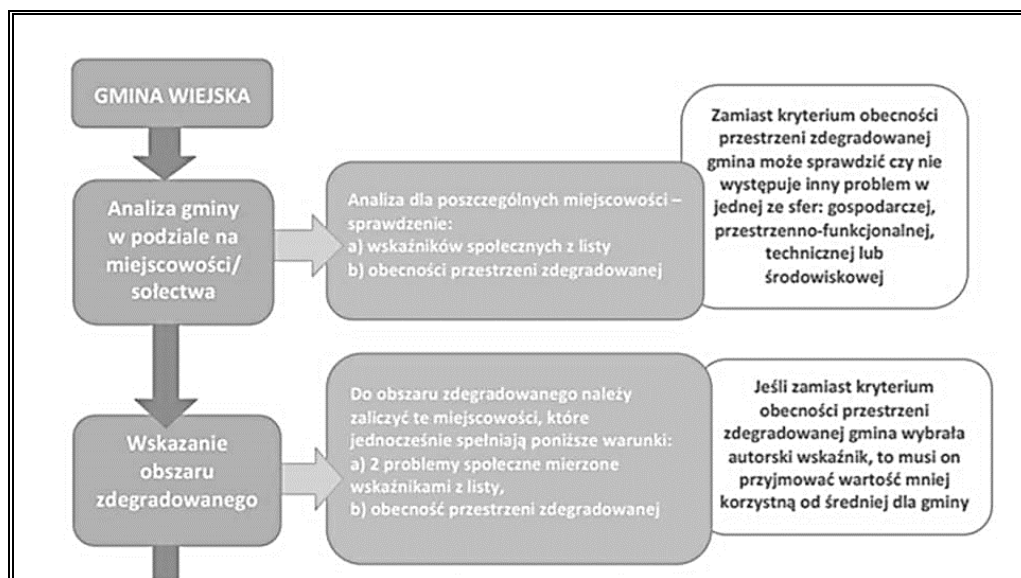 GMINA WIEJSKA
Analiza gminy
w podziale na
miejscowości/
sołectwa
Analiza dla poszczególnych miejscowości –
sprawdzenie:
a) wskaźników społecznych z listy
b) obecności przestrzeni zdegradowanej
Zamiast kryterium obecności
przestrzeni zdegradowanej
gmina może sprawdzić czy nie
występuje inny problem w
jednej ze sfer: gospodarczej,
przestrzenno-funkcjonalnej,
technicznej lub
środowiskowej
Wskazanie
obszaru
zdegradowanego
Do obszaru zdegradowanego należy
zaliczyć te miejscowości, które
jednocześnie spełniają poniższe warunki:
a) 2 problemy społeczne mierzone
wskaźnikami z listy,
b) obecność przestrzeni zdegradowanej
Jeśli zamiast kryterium
obecności przestrzeni
zdegradowanej gmina wybrała
autorski wskaźnik, to musi on
przyjmować wartość mniej
korzystną od średniej dla gminy